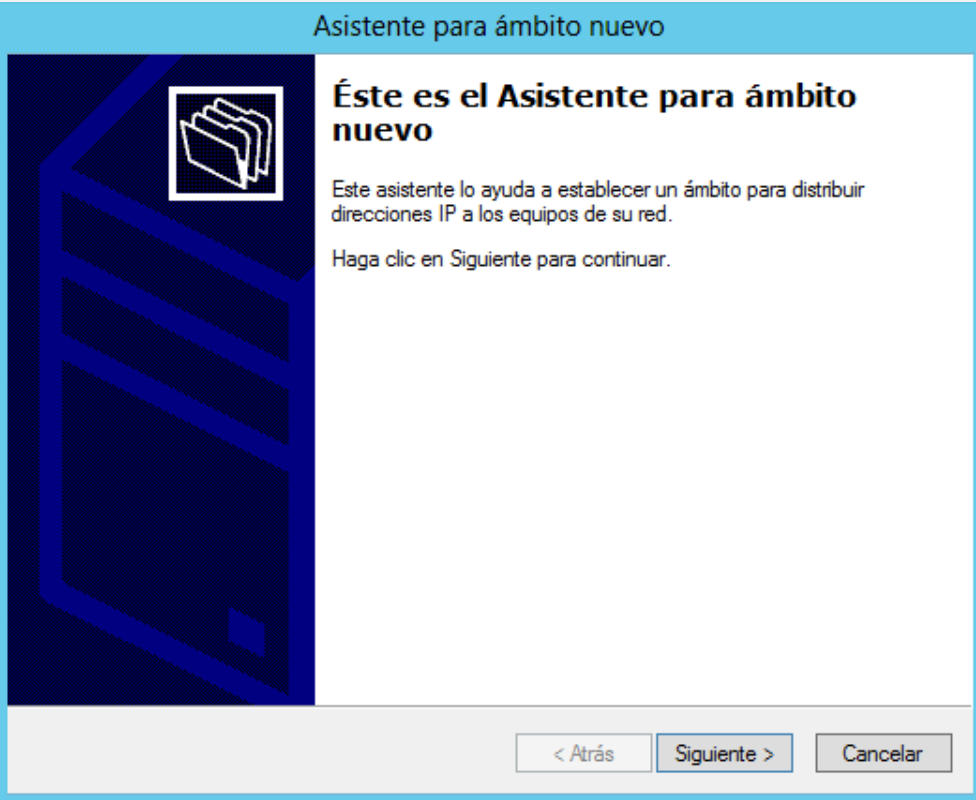 Asistente para ámbito nuevo
Éste es el Asistente para ámbito
nuevo
Este asistente lo ayuda a establecer un ámbito para distribuir
direcciones IP a los equipos de su red.
Haga clic en Siguiente para continuar.
< Atrás
Siguiente >
Cancelar